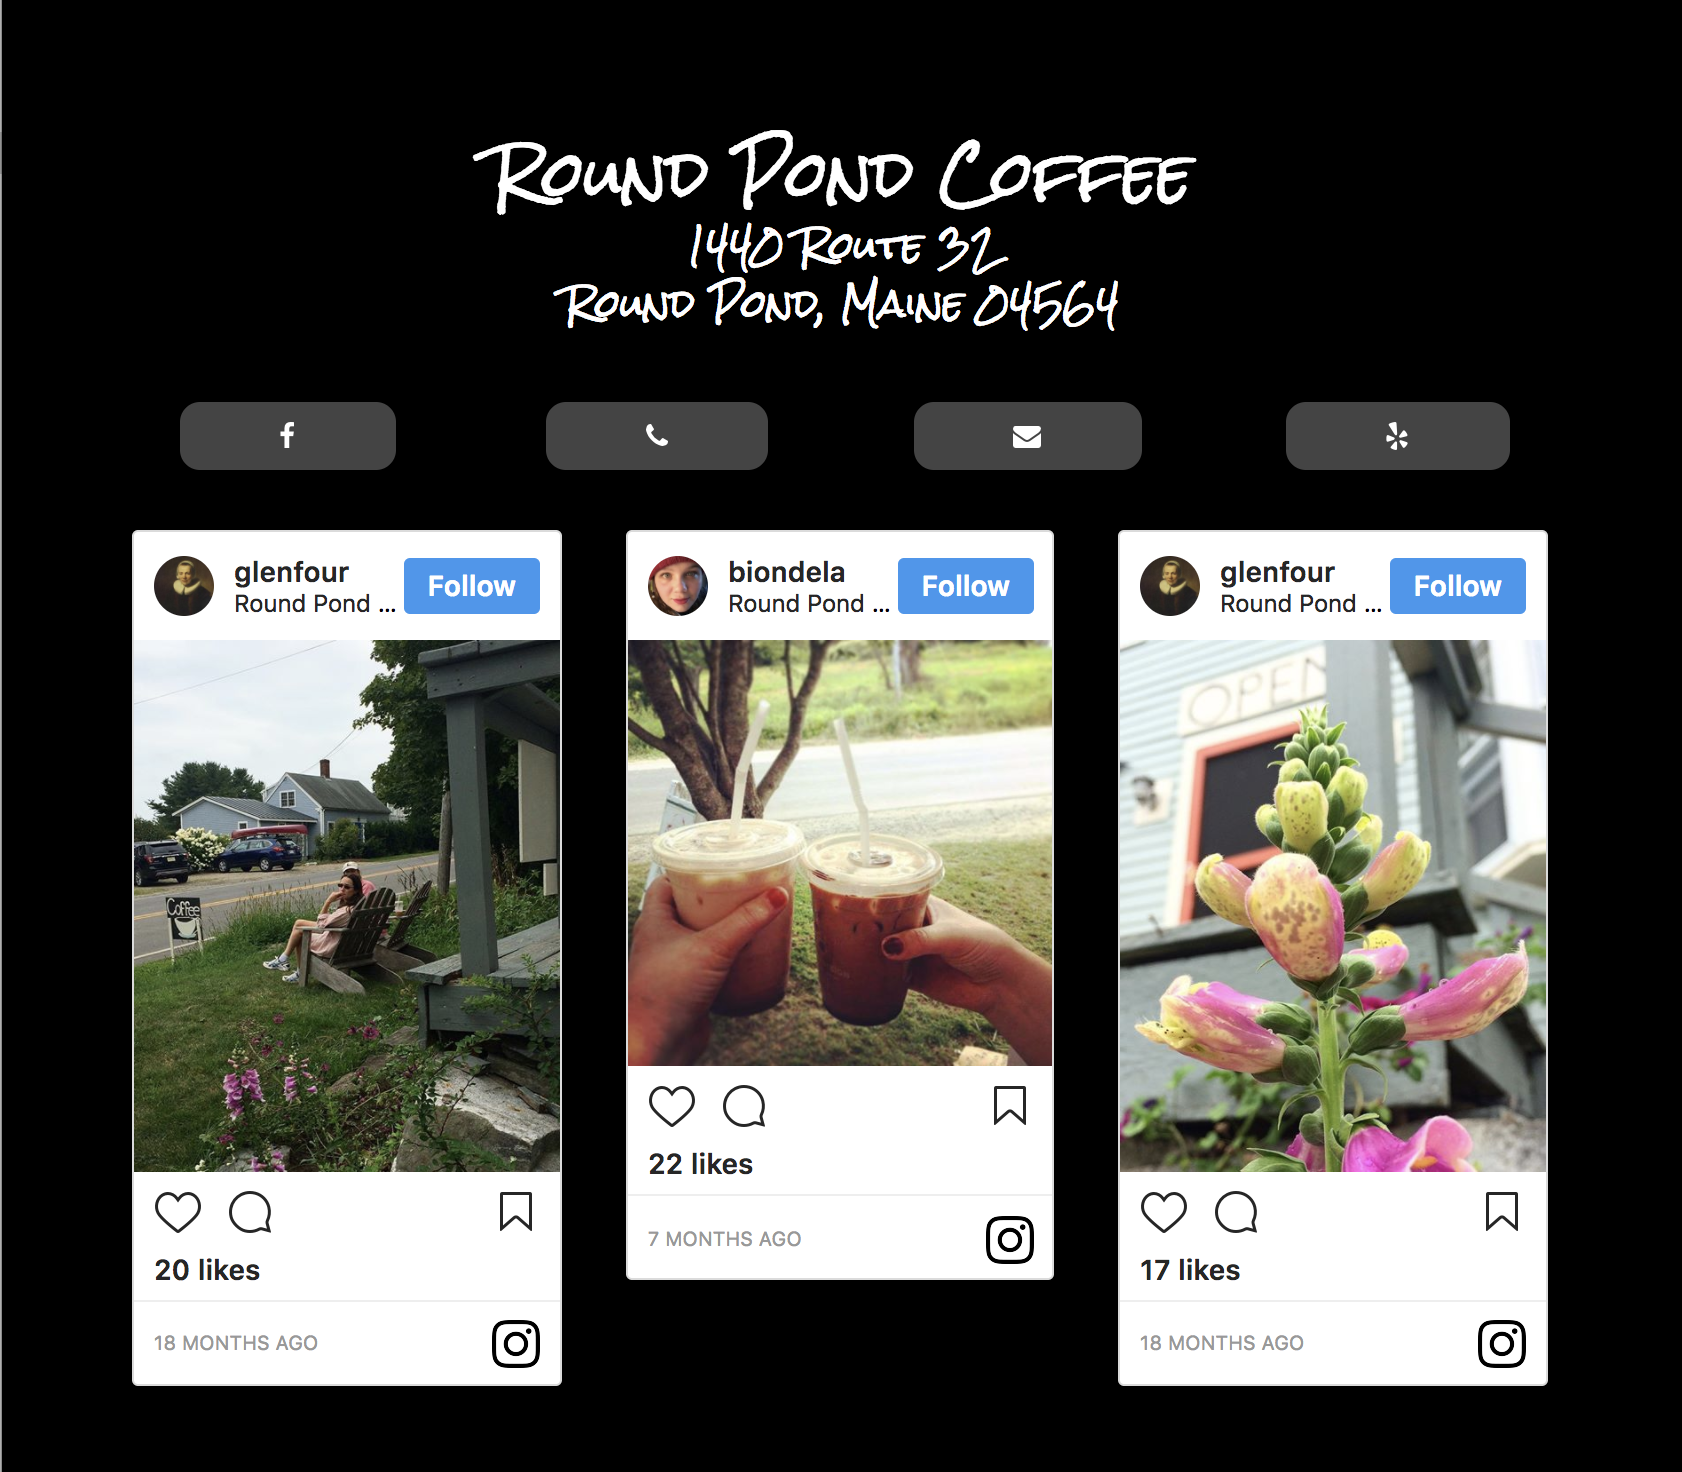 Round Pond Coffee
1440 Route 32
Round Pond, Maine 04564
glenfour
Round Pond ...
Follow
Coffee
20 likes
18 MONTHS AGO
biondela
Round Pond ...
Follow
22 likes
7 MONTHS AGO
glenfour
Round Pond ...
Follow
OPEN
17 likes
18 MONTHS AGO